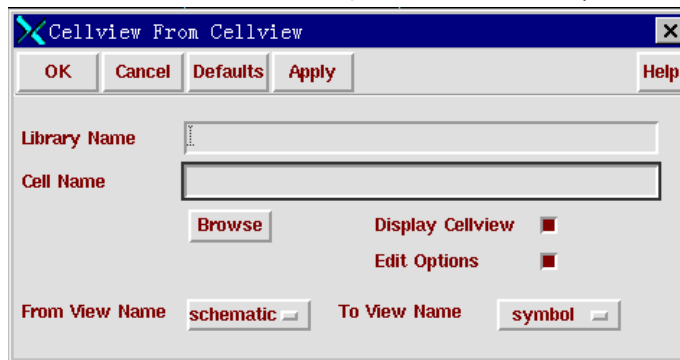 Cellview From Cellview
OK Cancel Defaults Apply Help
Library Name
Cell Name
Browse Display Cellview
Edit Options
From View Name schematic To View Name symbol